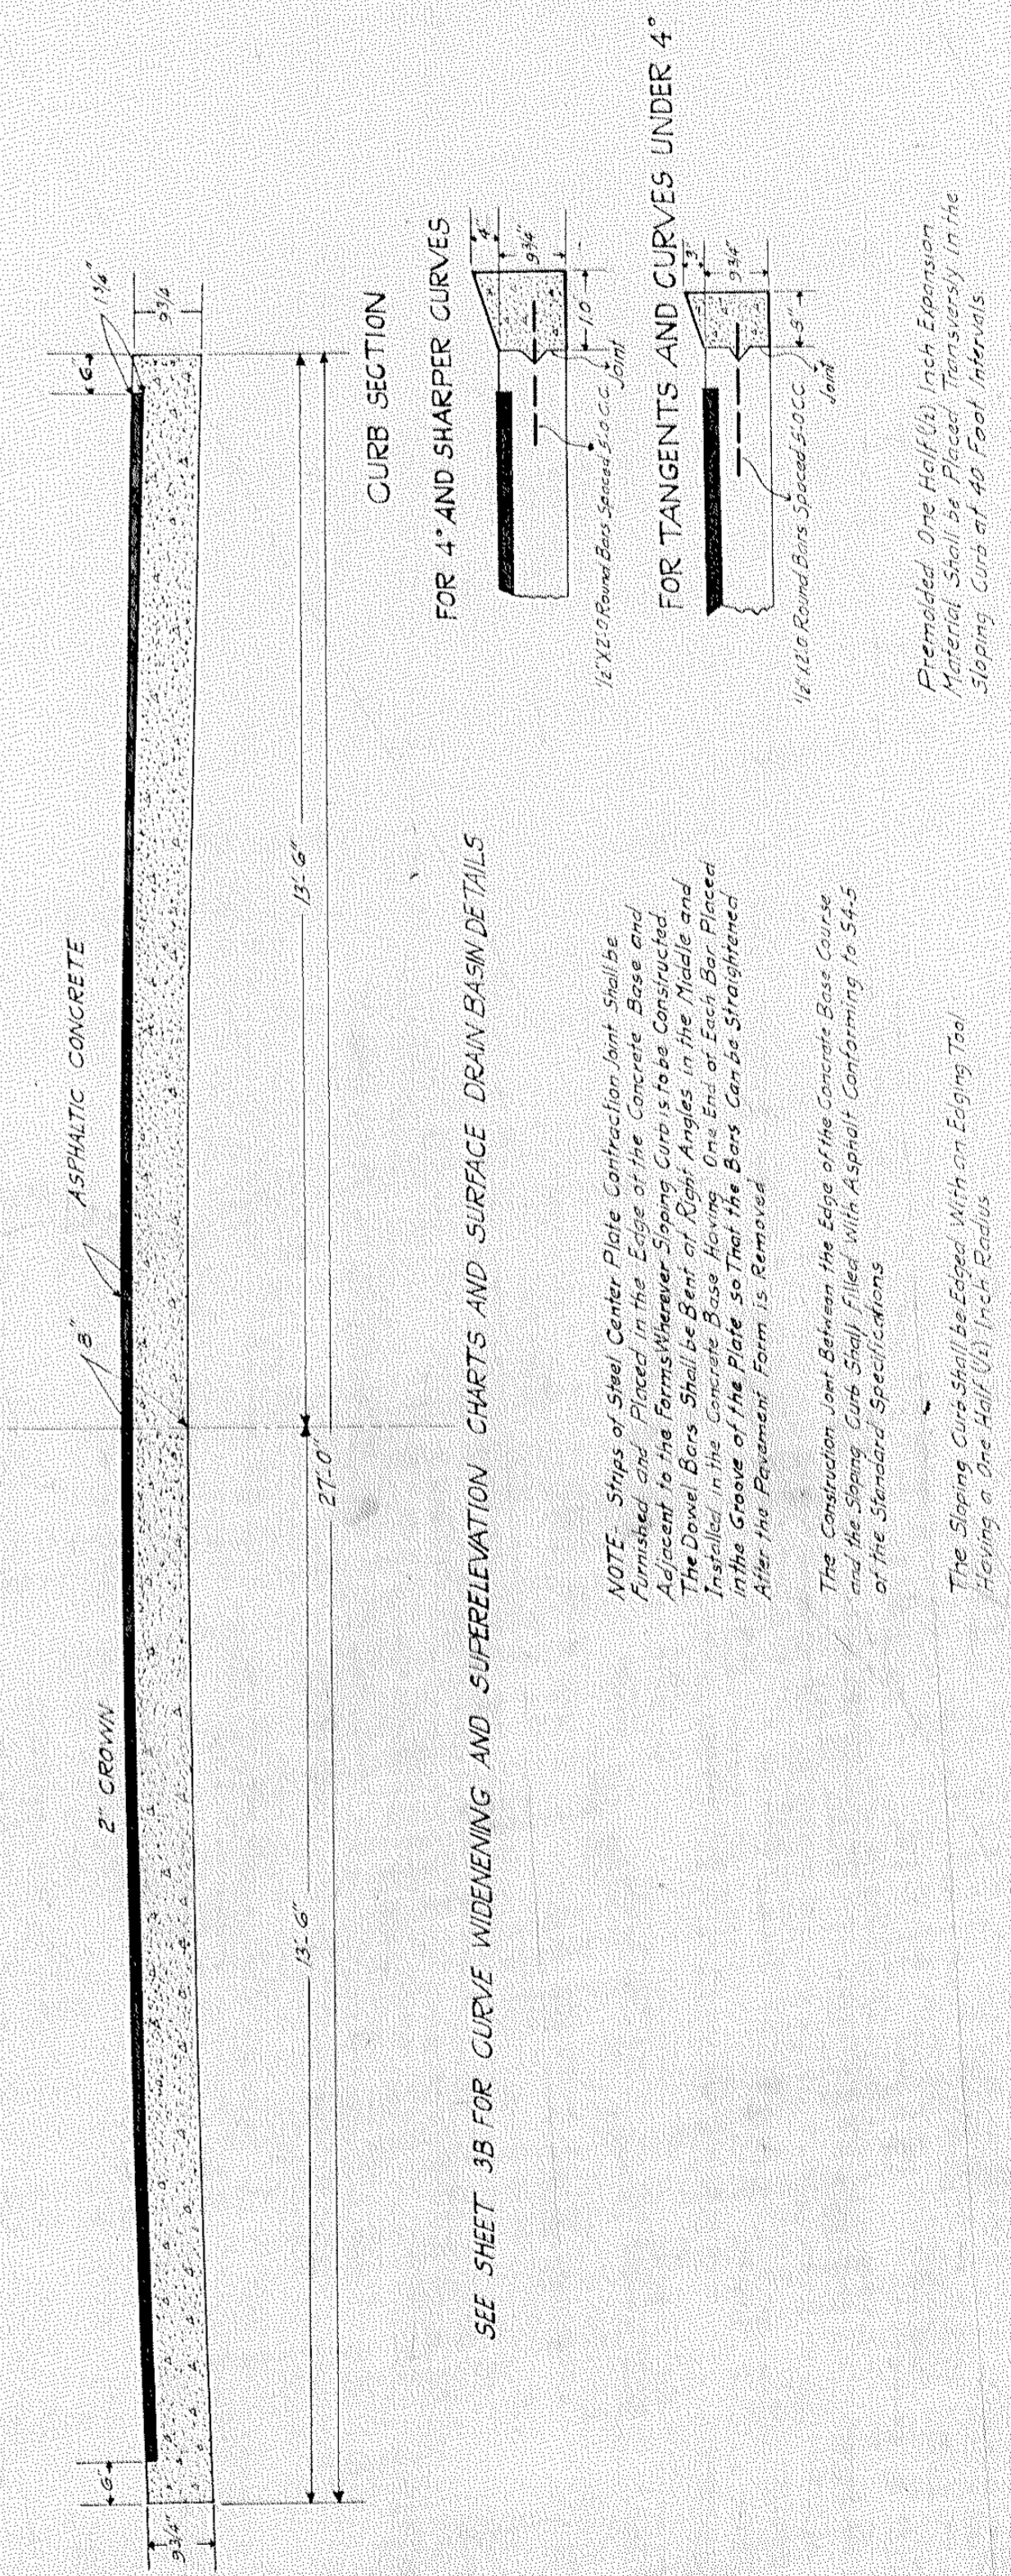 6"
1 3/4"
9 3/4
ASPHALTIC CONCRETE
8"
2" CROWN
6"
9 3/4"
13'-6"
13'-6"
27'-0"
CURB SECTION
FOR 4° AND SHARPER CURVES
4"
9 3/4"
1.0
1/2" X 2'-0 Round Bars Spaced 5'-0 CC
Joint
FOR TANGENTS AND CURVES UNDER 4°
3"
9 3/4"
1/2" X 2'-0 Round Bars Spaced 5'-0 CC
Joint
SEE SHEET 3B FOR CURVE WIDENENING AND SUPERELEVATION CHARTS AND SURFACE DRAIN BASIN DETAILS
NOTE- Strips of Steel Center Plate Contraction Joint Shall be
Furnished and Placed in the Edge of the Concrete Base and
Adjacent to the Forms Wherever Sloping Curb is to be Constructed
The Dowel Bars Shall be Bent at Right Angles in the Middle and
Installed in the Concrete Base Having One End of Each Bar Placed
in the Groove of the Plate so That the Bars Can be Straightened
After the Pavement Form is Removed
The Construction Joint Between the Edge of the Concrete Base Course
and the Sloping Curb Shall Filled With Asphalt Conforming to 54-5
of the Standard Specifications
The Sloping Curb Shall be Edged With an Edging Tool
Having a One Half (1/2) Inch Radius
Premolded One Half (1/2) Inch Expansion
Material Shall be Placed Transversly in the
Sloping Curb at 40 Foot Intervals